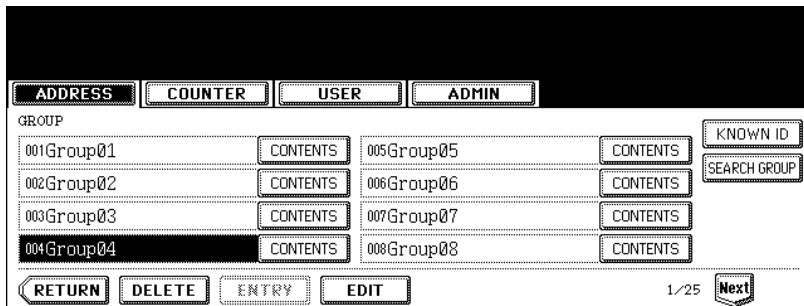 ADDRESS COUNTER USER ADMIN
GROUP
KNOWN ID
001Group01 CONTENTS 005Group05 CONTENTS
SEARCH GROUP
002Group02 CONTENTS 006Group06 CONTENTS
003Group03 CONTENTS 007Group07 CONTENTS
004Group04 CONTENTS 008Group08 CONTENTS
RETURN DELETE ENTRY EDIT 1/25 Next